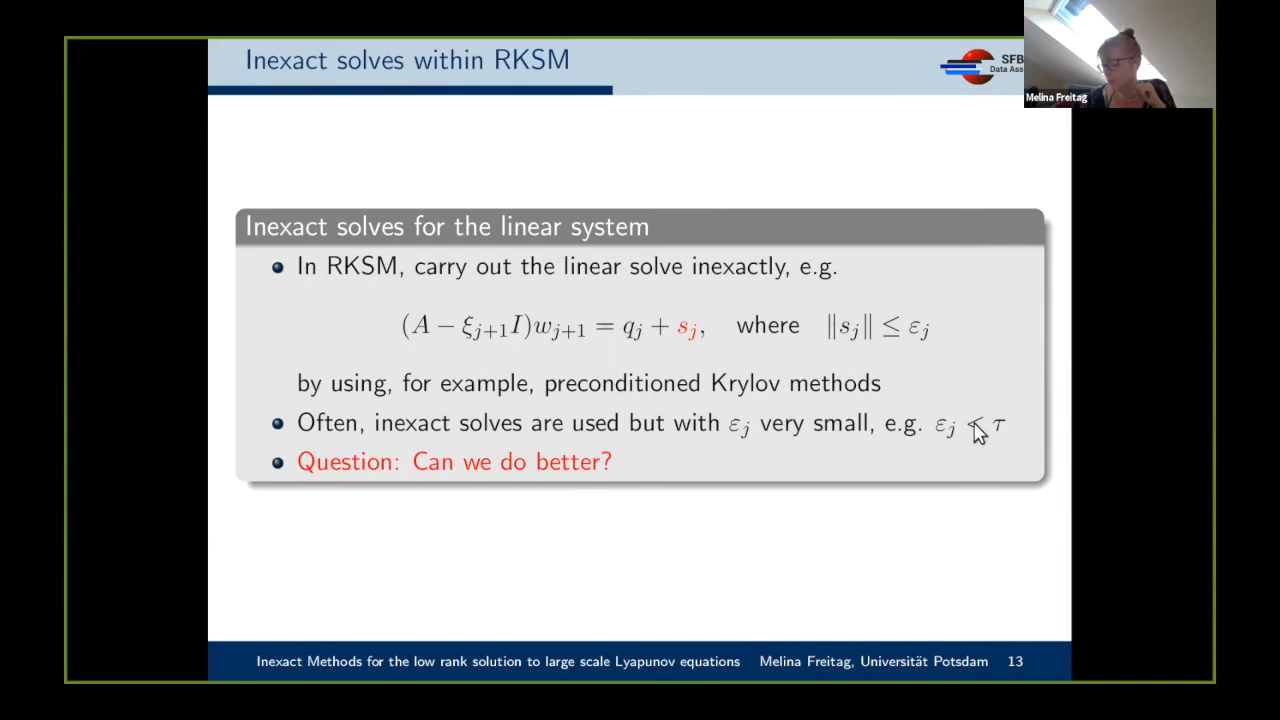 Inexact solves within RKSM
SFB
Data Ass
Melina Freitag
Inexact solves for the linear system
In RKSM, carry out the linear solve inexactly, e.g.
(A − ξ_{j+1}I)w_{j+1} = q_j + s_j, where ‖s_j‖ ≤ ε_j
by using, for example, preconditioned Krylov methods
Often, inexact solves are used but with ε_j very small, e.g. ε_j < τ
Question: Can we do better?
Inexact Methods for the low rank solution to large scale Lyapunov equations Melina Freitag, Universität Potsdam 13